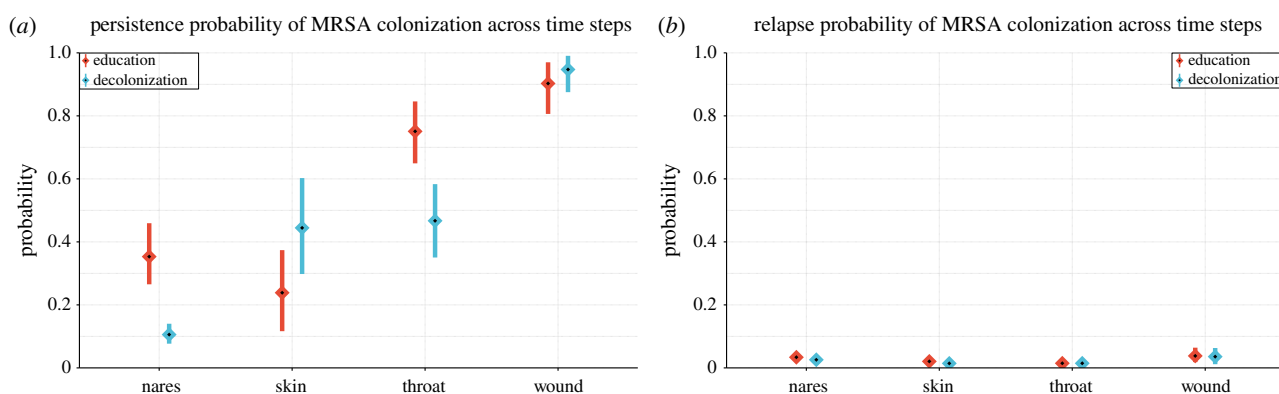 (a) persistence probability of MRSA colonization across time steps
education
decolonization
probability
1.0
0.8
0.6
0.4
0.2
0
nares skin throat wound
(b) relapse probability of MRSA colonization across time steps
education
decolonization
probability
1.0
0.8
0.6
0.4
0.2
0
nares skin throat wound